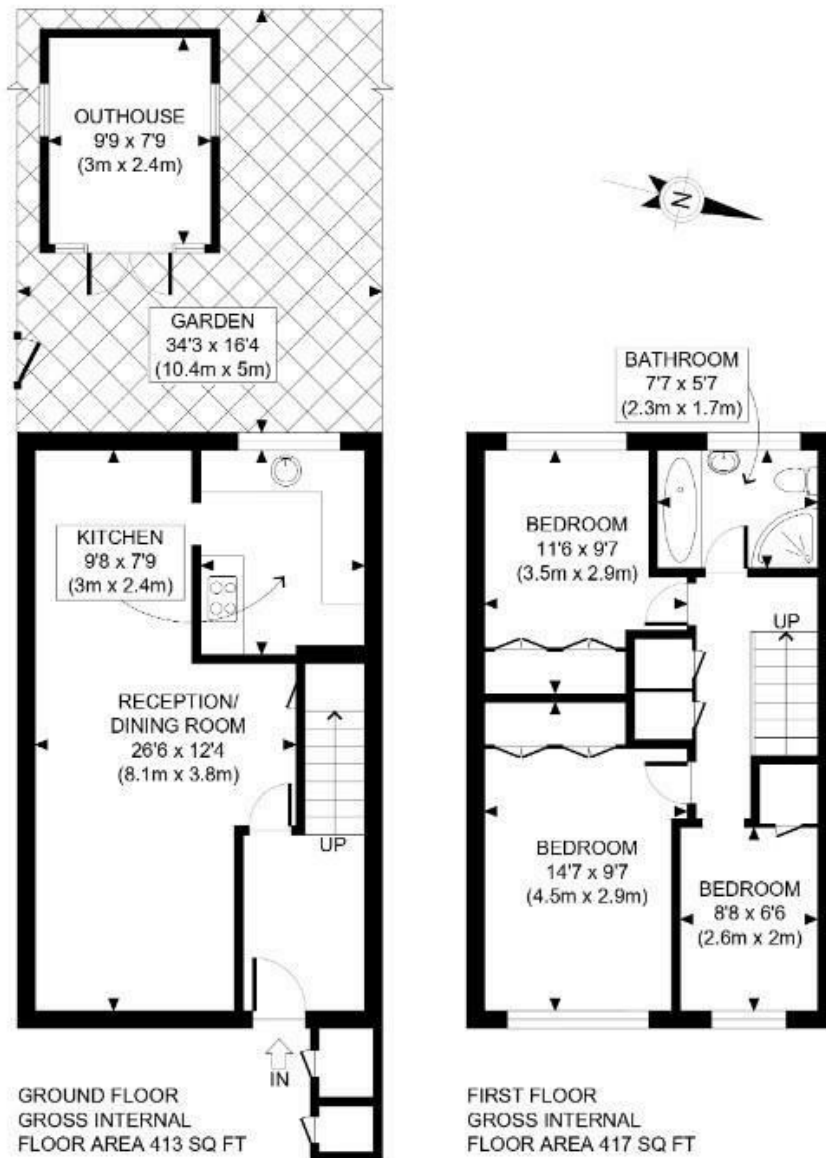 OUTHOUSE
9'9 x 7'9
(3m x 2.4m)
GARDEN
34'3 x 16'4
(10.4m x 5m)
KITCHEN
9'8 x 7'9
(3m x 2.4m)
RECEPTION/
DINING ROOM
26'6 x 12'4
(8.1m x 3.8m)
UP
IN
GROUND FLOOR
GROSS INTERNAL
FLOOR AREA 413 SQ FT
N
BATHROOM
7'7 x 5'7
(2.3m x 1.7m)
BEDROOM
11'6 x 9'7
(3.5m x 2.9m)
UP
BEDROOM
14'7 x 9'7
(4.5m x 2.9m)
BEDROOM
8'8 x 6'6
(2.6m x 2m)
FIRST FLOOR
GROSS INTERNAL
FLOOR AREA 417 SQ FT